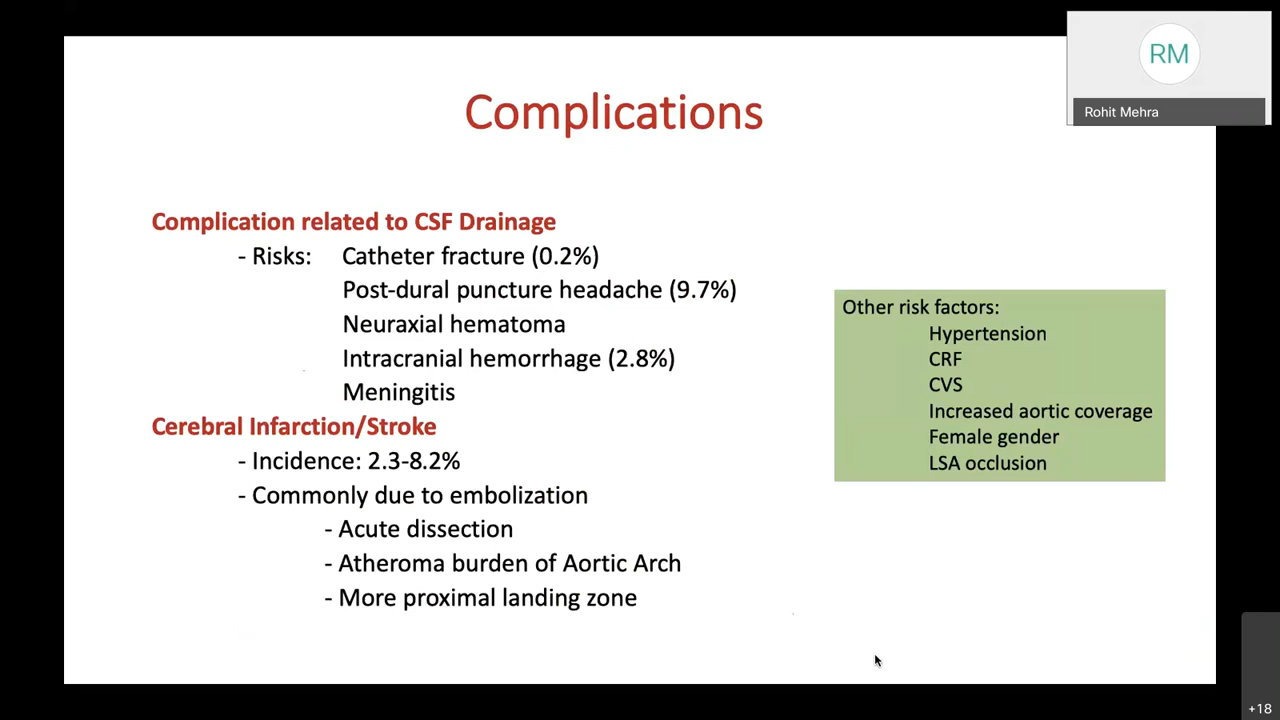 RM
Rohit Mehra
Complications
Complication related to CSF Drainage
- Risks: Catheter fracture (0.2%)
Post-dural puncture headache (9.7%)
Neuraxial hematoma
Intracranial hemorrhage (2.8%)
Meningitis
Cerebral Infarction/Stroke
- Incidence: 2.3-8.2%
- Commonly due to embolization
- Acute dissection
- Atheroma burden of Aortic Arch
- More proximal landing zone
Other risk factors:
Hypertension
CRF
CVS
Increased aortic coverage
Female gender
LSA occlusion
+18